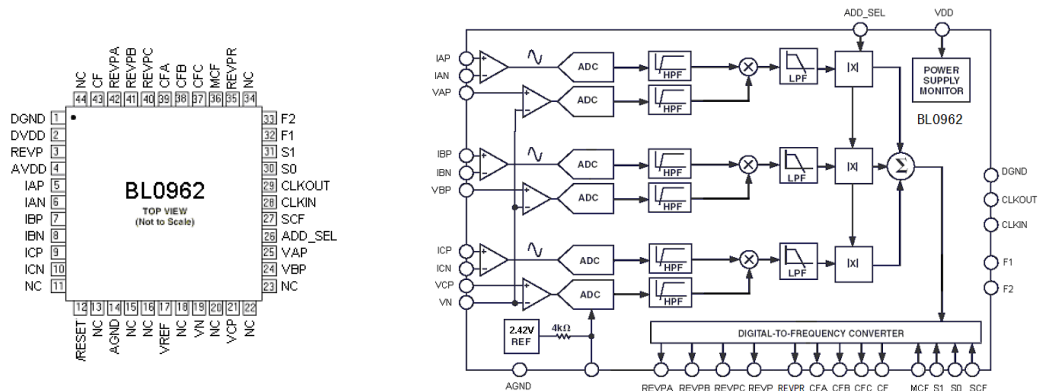 NC CF REVPA REVPB REVPC CFA CFB CFC MCF REVPR NC
44 43 42 41 40 39 38 37 36 35 34
DGND 1
DVDD 2
REVP 3
AVDD 4
IAP 5
IAN 6
IBP 7
IBN 8
ICP 9
ICN 10
NC 11
BL0962
TOP VIEW
(Not to Scale)
33 F2
32 F1
31 S1
30 S0
29 CLKOUT
28 CLKIN
27 SCF
26 ADD_SEL
25 VAP
24 VBP
23 NC
12 13 14 15 16 17 18 19 20 21 22
/RESET NC AGND NC NC VREF NC VN NC VCP NC
ADD_SEL VDD
IAP
IAN
VAP
ADC HPF LPF |X|
ADC HPF
POWER
SUPPLY
MONITOR
BL0962
IBP
IBN
VBP
ADC HPF LPF |X|
ADC HPF
Σ
ICP
ICN
VCP
VN
ADC HPF LPF |X|
ADC HPF
DGND
CLKOUT
CLKIN
F1
F2
2.42V
REF
4kΩ
DIGITAL-TO-FREQUENCY CONVERTER
AGND REVPA REVPB REVPC REVP REVPR CFA CFB CFC CF MCF S1 S0 SCF